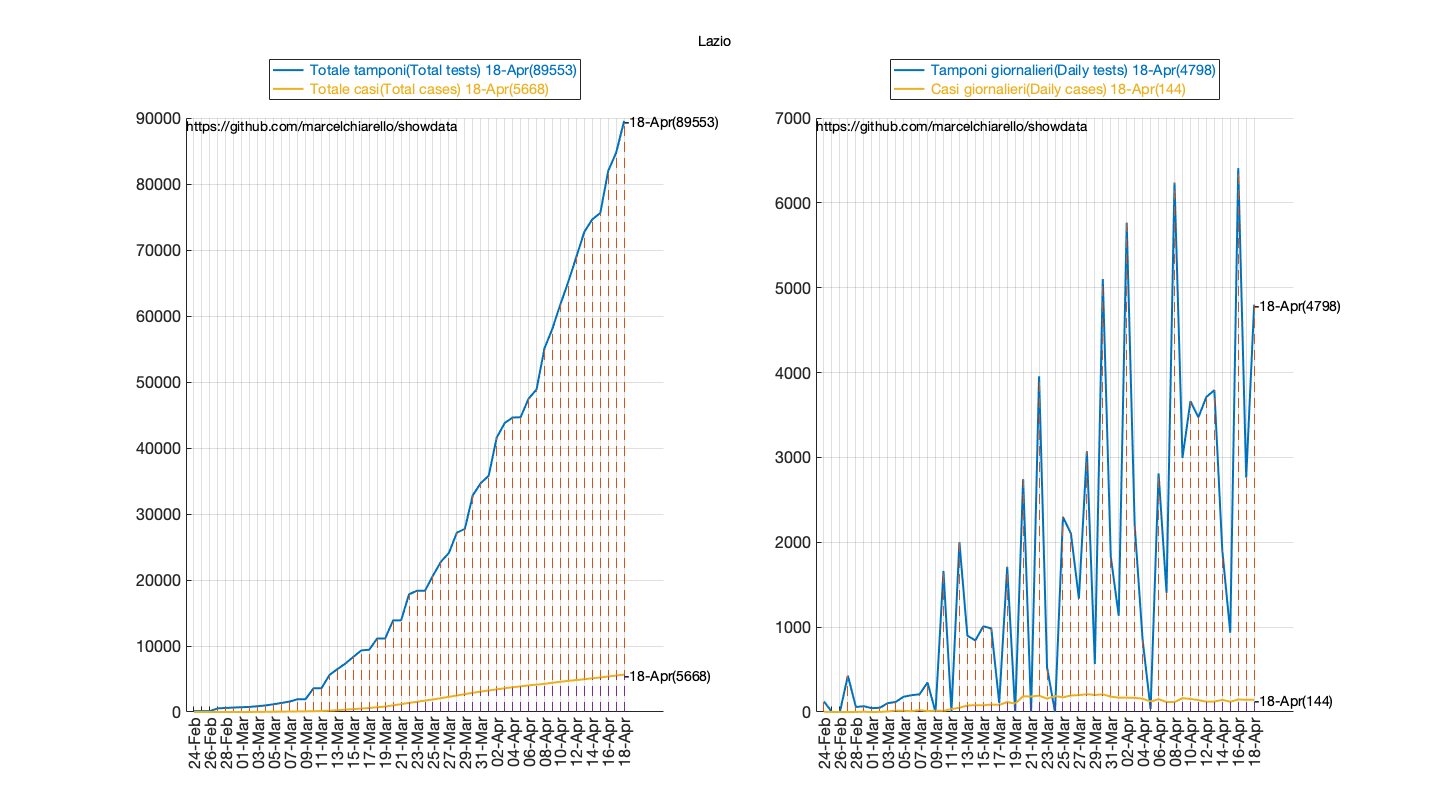 Lazio
Totale tamponi(Total tests) 18-Apr(89553)
Totale casi(Total cases) 18-Apr(5668)
90000
https://github.com/marcelchiarello/showdata
18-Apr(89553)
80000
70000
60000
50000
40000
30000
20000
10000
18-Apr(5668)
0
24-Feb
26-Feb
28-Feb
01-Mar
03-Mar
05-Mar
07-Mar
09-Mar
11-Mar
13-Mar
15-Mar
17-Mar
19-Mar
21-Mar
23-Mar
25-Mar
27-Mar
29-Mar
31-Mar
02-Apr
04-Apr
06-Apr
08-Apr
10-Apr
12-Apr
14-Apr
16-Apr
18-Apr
Tamponi giornalieri(Daily tests) 18-Apr(4798)
Casi giornalieri(Daily cases) 18-Apr(144)
7000
https://github.com/marcelchiarello/showdata
6000
5000
18-Apr(4798)
4000
3000
2000
1000
18-Apr(144)
0
24-Feb
26-Feb
28-Feb
01-Mar
03-Mar
05-Mar
07-Mar
09-Mar
11-Mar
13-Mar
15-Mar
17-Mar
19-Mar
21-Mar
23-Mar
25-Mar
27-Mar
29-Mar
31-Mar
02-Apr
04-Apr
06-Apr
08-Apr
10-Apr
12-Apr
14-Apr
16-Apr
18-Apr